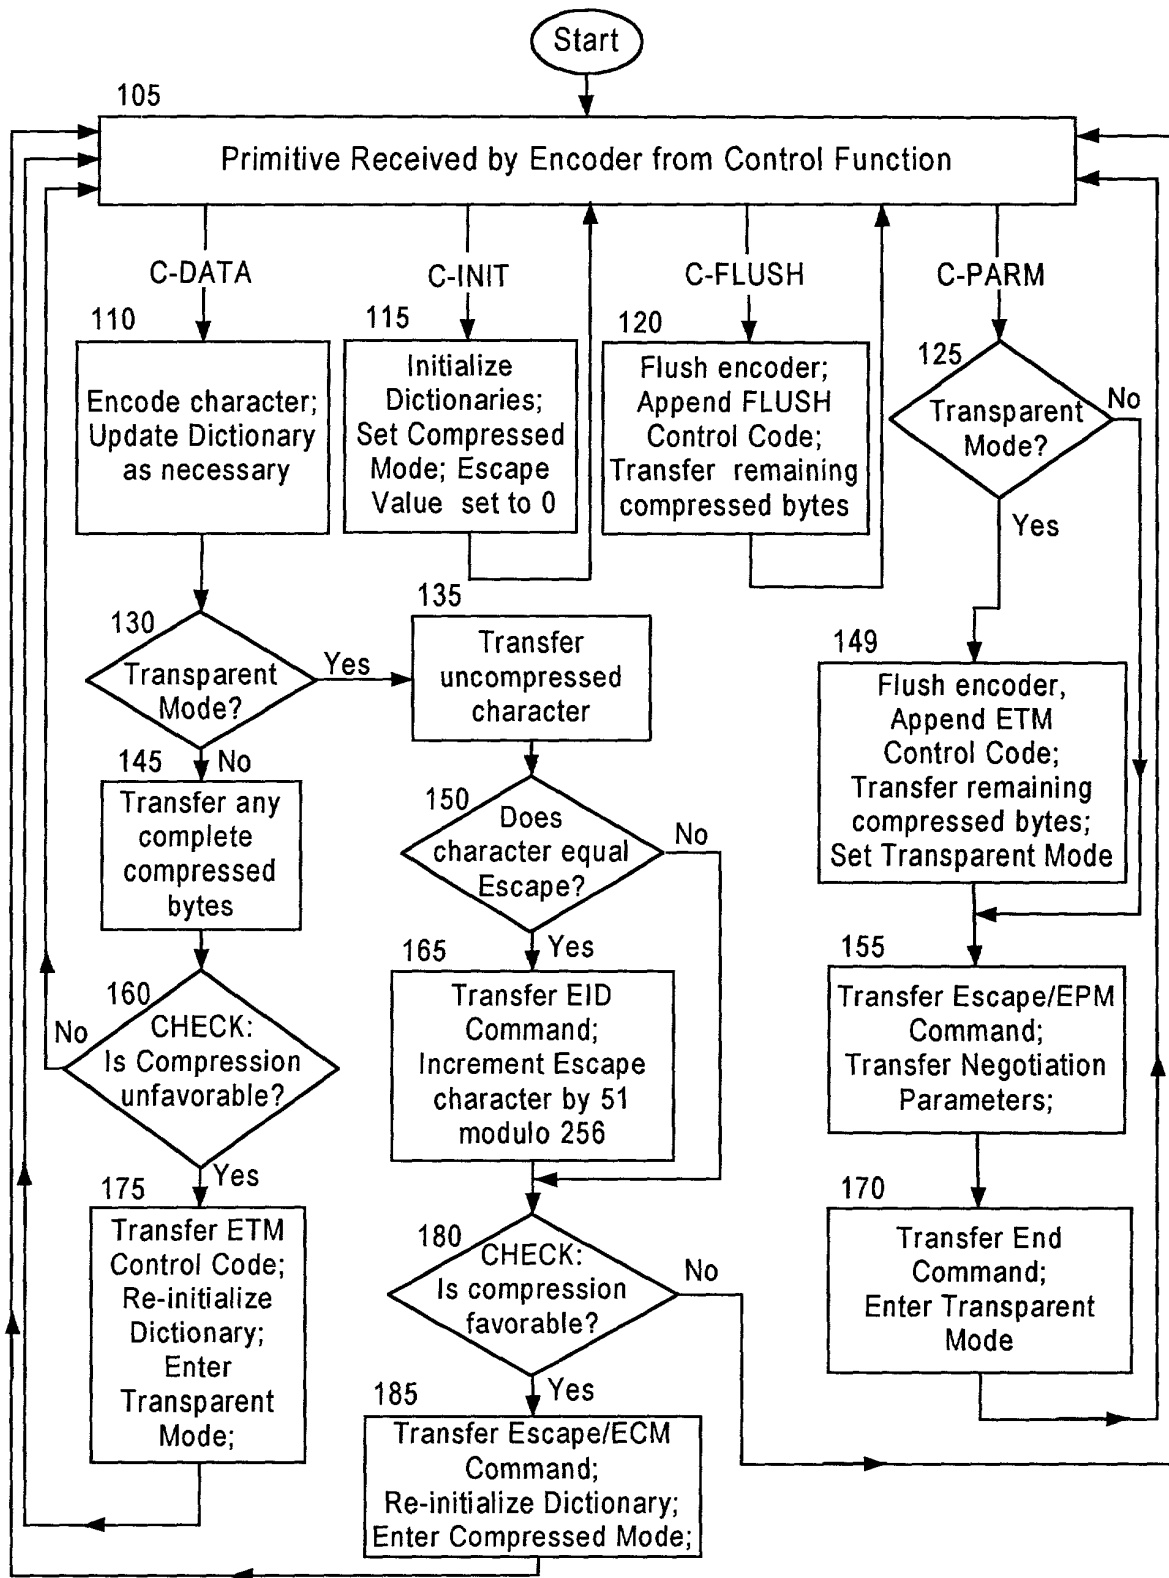 Start
105
Primitive Received by Encoder from Control Function
C-DATA
C-INIT
C-FLUSH
C-PARM
110
Encode character;
Update Dictionary
as necessary
115
Initialize
Dictionaries;
Set Compressed
Mode; Escape
Value set to 0
120
Flush encoder;
Append FLUSH
Control Code;
Transfer remaining
compressed bytes
125
Transparent
Mode?
No
Yes
130
Transparent
Mode?
Yes
No
135
Transfer
uncompressed
character
149
Flush encoder,
Append ETM
Control Code;
Transfer remaining
compressed bytes;
Set Transparent Mode
145
Transfer any
complete
compressed
bytes
150
Does
character equal
Escape?
No
Yes
155
Transfer Escape/EPM
Command;
Transfer Negotiation
Parameters;
160
CHECK:
Is Compression
unfavorable?
No
Yes
165
Transfer EID
Command;
Increment Escape
character by 51
modulo 256
170
Transfer End
Command;
Enter Transparent
Mode
175
Transfer ETM
Control Code;
Re-initialize
Dictionary;
Enter
Transparent
Mode;
180
CHECK:
Is compression
favorable?
No
Yes
185
Transfer Escape/ECM
Command;
Re-initialize Dictionary;
Enter Compressed Mode;